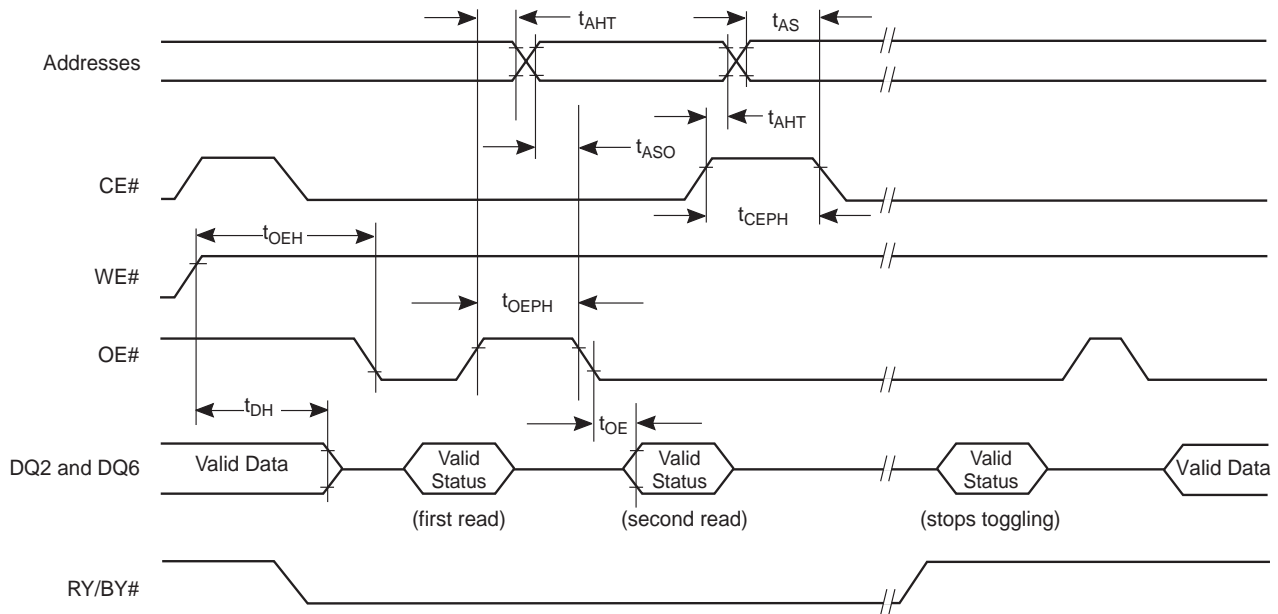 tAHT
tAS
Addresses
tAHT
tASO
CE#
tCEPH
tOEH
WE#
tOEPH
OE#
tDH
tOE
DQ2 and DQ6
Valid Data
Valid
Status
Valid
Status
Valid
Status
Valid Data
(first read)
(second read)
(stops toggling)
RY/BY#